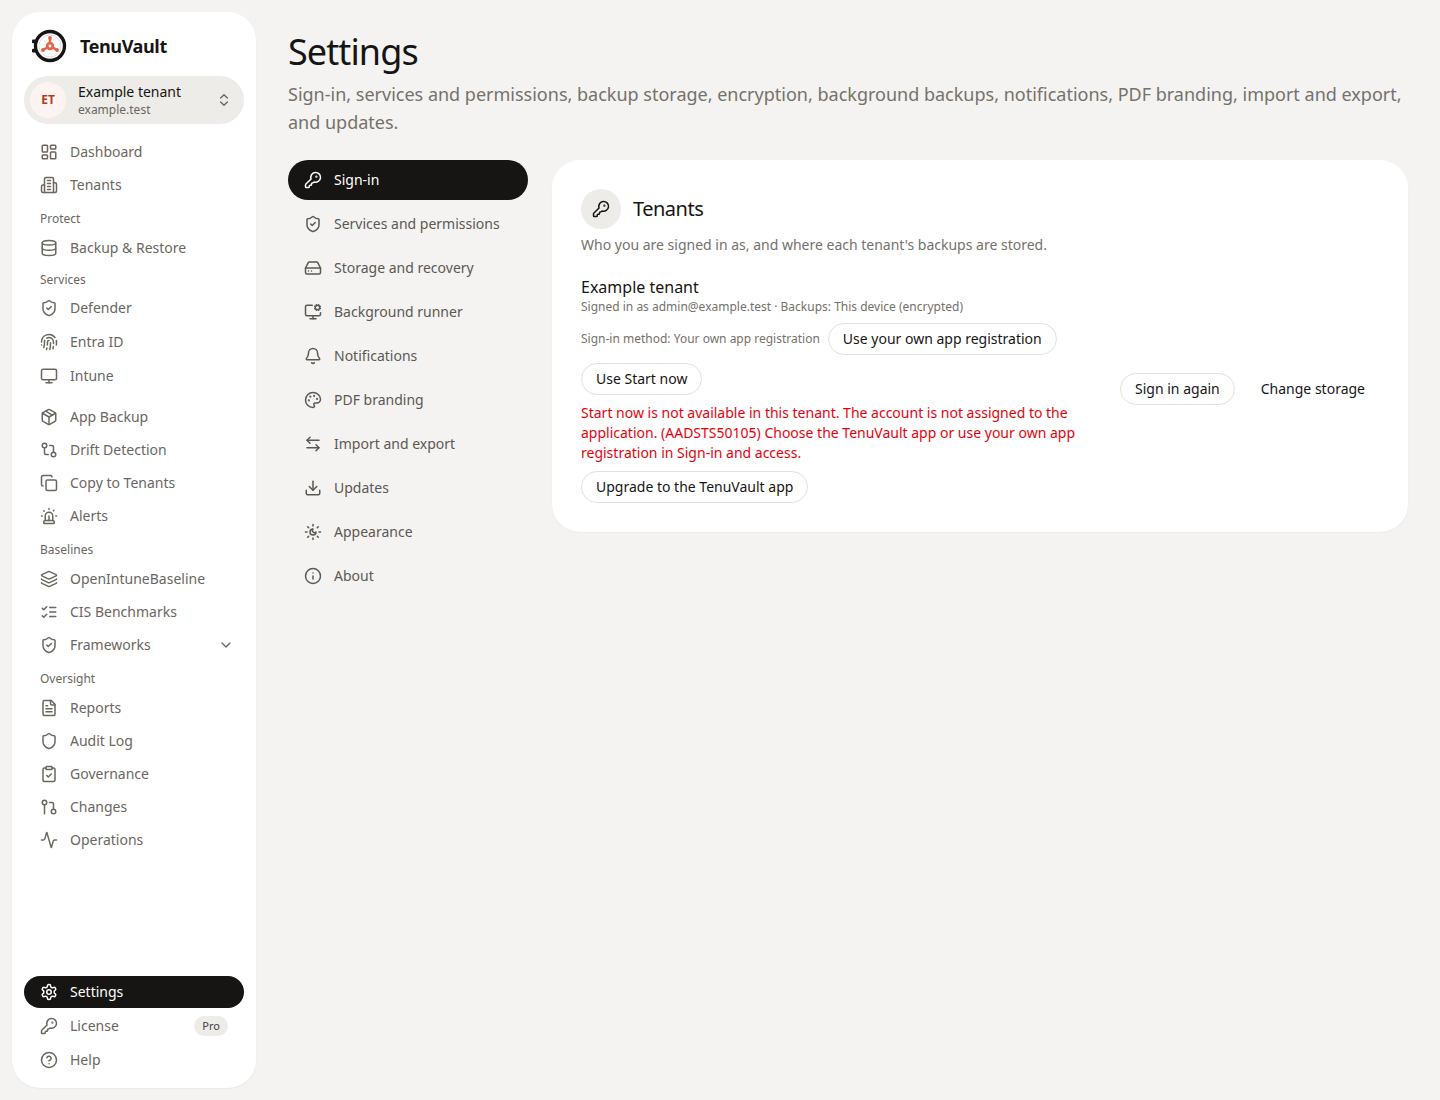 TenuVault
ET
Example tenant
example.test
Dashboard
Tenants
Protect
Backup & Restore
Services
Defender
Entra ID
Intune
App Backup
Drift Detection
Copy to Tenants
Alerts
Baselines
OpenIntuneBaseline
CIS Benchmarks
Frameworks
Oversight
Reports
Audit Log
Governance
Changes
Operations
Settings
License
Pro
Help
Settings
Sign-in, services and permissions, backup storage, encryption, background backups, notifications, PDF branding, import and export,
and updates.
Sign-in
Services and permissions
Storage and recovery
Background runner
Notifications
PDF branding
Import and export
Updates
Appearance
About
Tenants
Who you are signed in as, and where each tenant's backups are stored.
Example tenant
Signed in as admin@example.test · Backups: This device (encrypted)
Sign-in method: Your own app registration
Use your own app registration
Use Start now
Start now is not available in this tenant. The account is not assigned to the
application. (AADSTS50105) Choose the TenuVault app or use your own app
registration in Sign-in and access.
Upgrade to the TenuVault app
Sign in again
Change storage